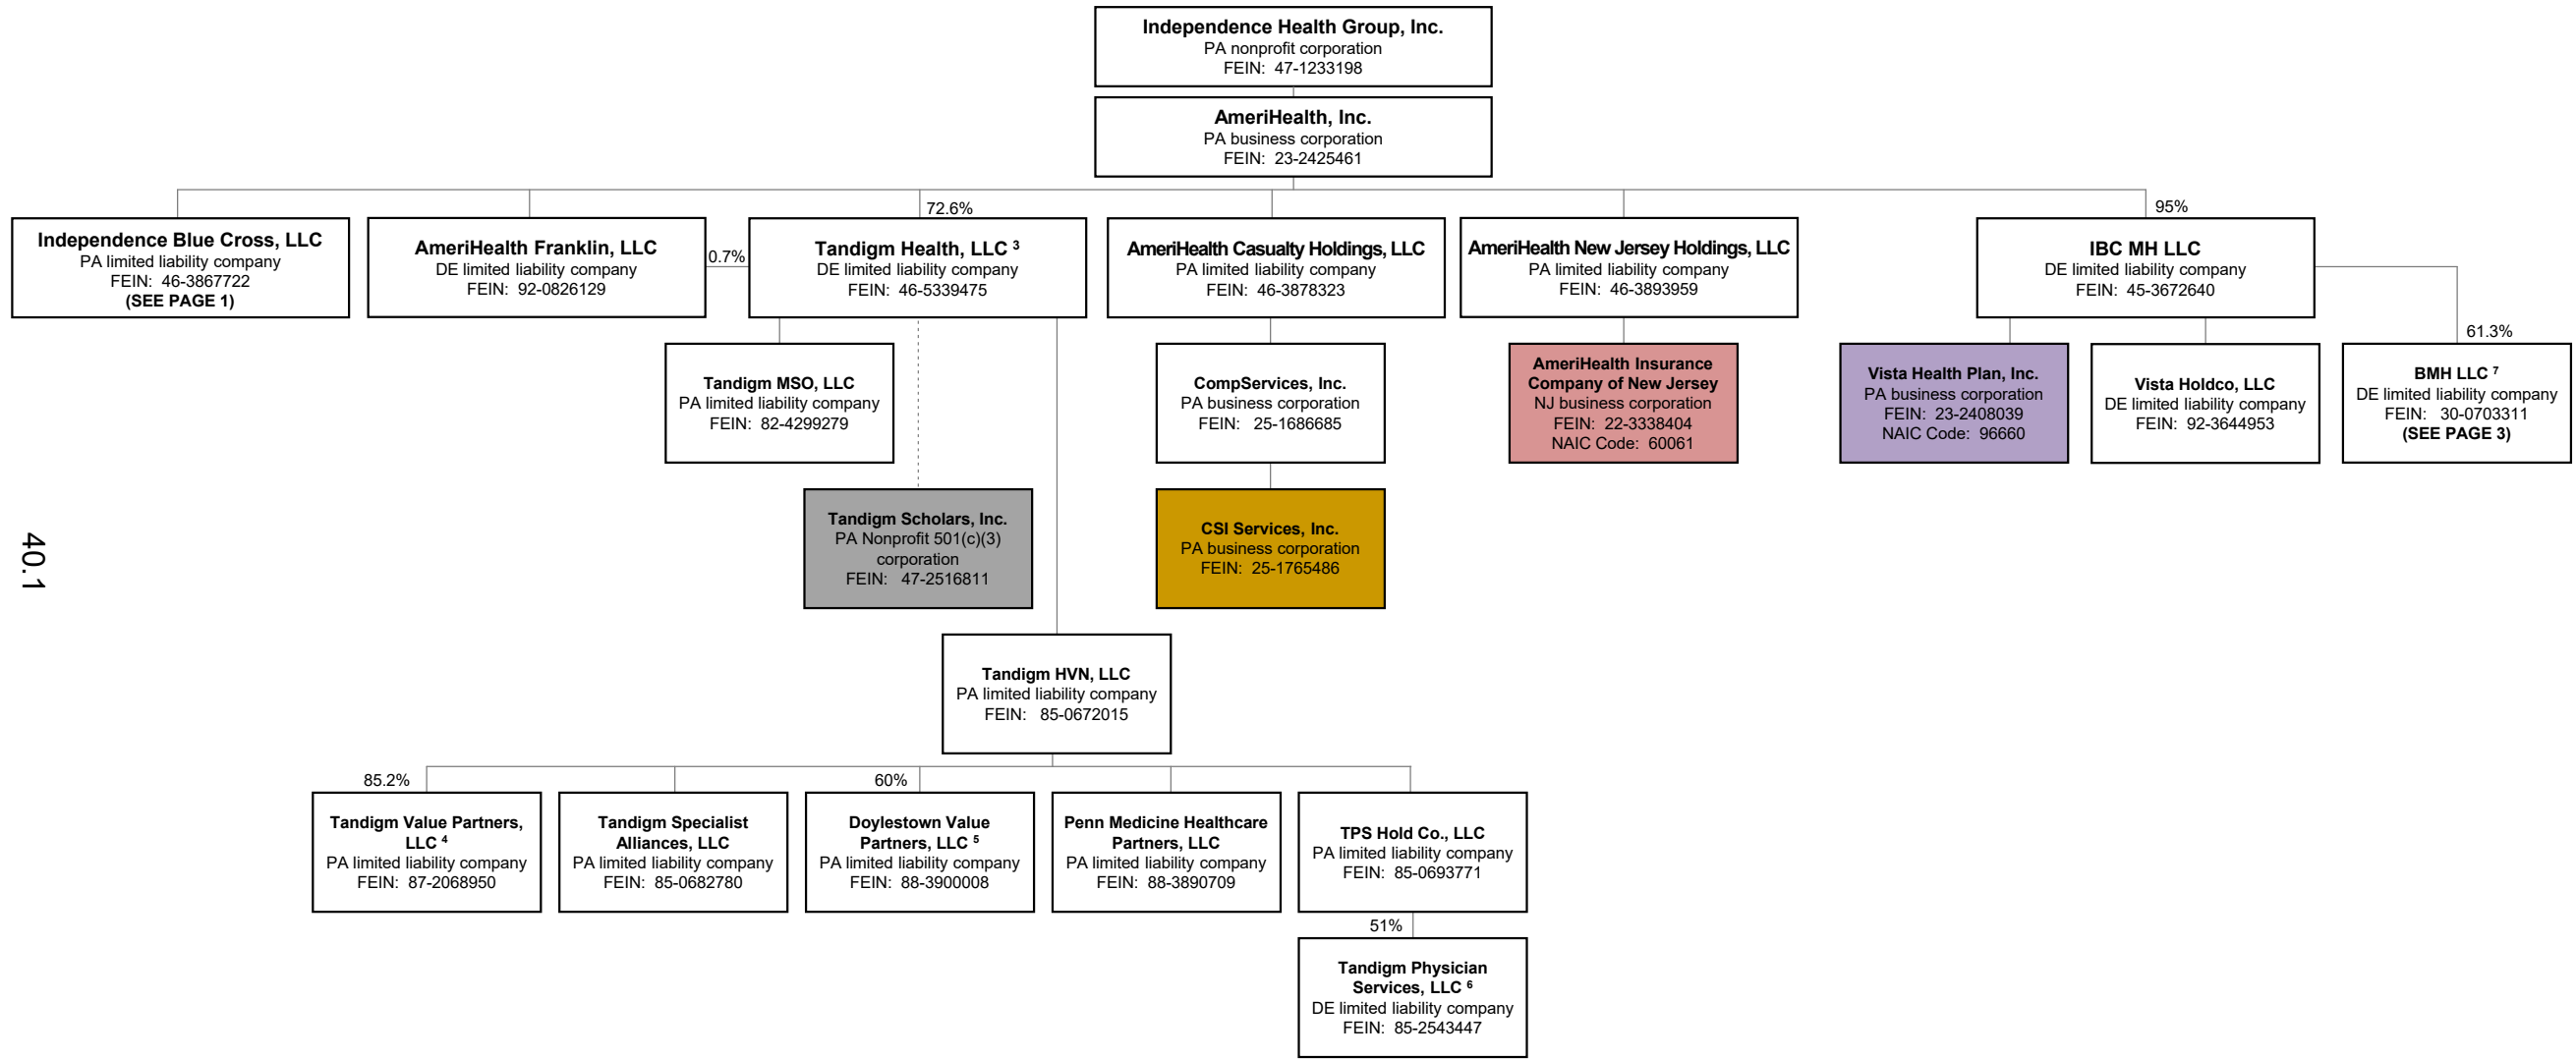 Independence Health Group, Inc.
PA nonprofit corporation
FEIN: 47-1233198
AmeriHealth, Inc.
PA business corporation
FEIN: 23-2425461
72.6%
95%
Independence Blue Cross, LLC
PA limited liability company
FEIN: 46-3867722
(SEE PAGE 1)
AmeriHealth Franklin, LLC
DE limited liability company
FEIN: 92-0826129
0.7%
Tandigm Health, LLC 3
DE limited liability company
FEIN: 46-5339475
AmeriHealth Casualty Holdings, LLC
PA limited liability company
FEIN: 46-3878323
AmeriHealth New Jersey Holdings, LLC
PA limited liability company
FEIN: 46-3893959
IBC MH LLC
DE limited liability company
FEIN: 45-3672640
61.3%
Tandigm MSO, LLC
PA limited liability company
FEIN: 82-4299279
CompServices, Inc.
PA business corporation
FEIN: 25-1686685
AmeriHealth Insurance
Company of New Jersey
NJ business corporation
FEIN: 22-3338404
NAIC Code: 60061
Vista Health Plan, Inc.
PA business corporation
FEIN: 23-2408039
NAIC Code: 96660
Vista Holdco, LLC
DE limited liability company
FEIN: 92-3644953
BMH LLC 7
DE limited liability company
FEIN: 30-0703311
(SEE PAGE 3)
Tandigm Scholars, Inc.
PA Nonprofit 501(c)(3)
corporation
FEIN: 47-2516811
CSI Services, Inc.
PA business corporation
FEIN: 25-1765486
40.1
Tandigm HVN, LLC
PA limited liability company
FEIN: 85-0672015
85.2%
60%
Tandigm Value Partners,
LLC 4
PA limited liability company
FEIN: 87-2068950
Tandigm Specialist
Alliances, LLC
PA limited liability company
FEIN: 85-0682780
Doylestown Value
Partners, LLC 5
PA limited liability company
FEIN: 88-3900008
Penn Medicine Healthcare
Partners, LLC
PA limited liability company
FEIN: 88-3890709
TPS Hold Co., LLC
PA limited liability company
FEIN: 85-0693771
51%
Tandigm Physician
Services, LLC 6
DE limited liability company
FEIN: 85-2543447